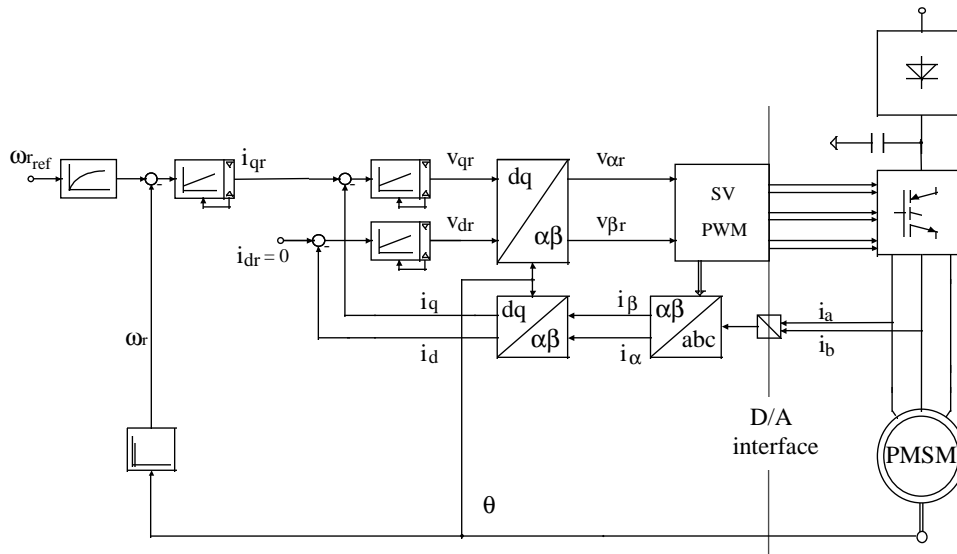 ωr_ref
i_qr
v_qr
v_αr
i_dr = 0
v_dr
v_βr
dq
αβ
SV
PWM
i_q
i_d
dq
αβ
i_β
i_α
αβ
abc
i_a
i_b
ω_r
D/A
interface
PMSM
θ